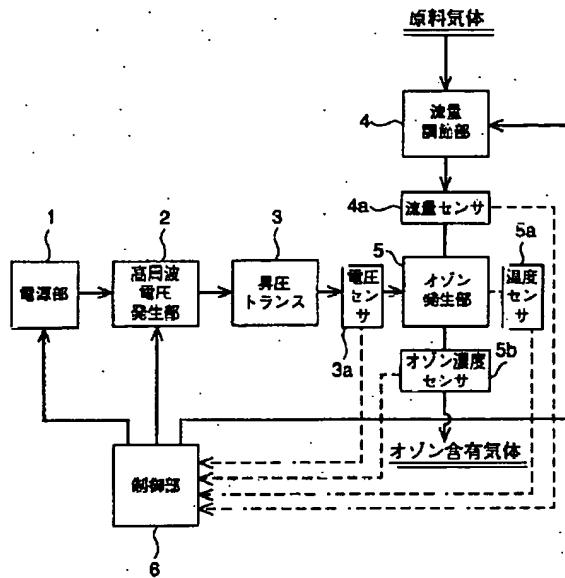 原料気体
4
流量
調節部
4a
流量センサ
1
2
3
5
5a
電源部
高周波
電圧
発生部
昇圧
トランス
電圧
セン
サ
3a
オゾン
発生部
温度
セン
サ
オゾン濃度
センサ
5b
オゾン含有気体
制御部
6